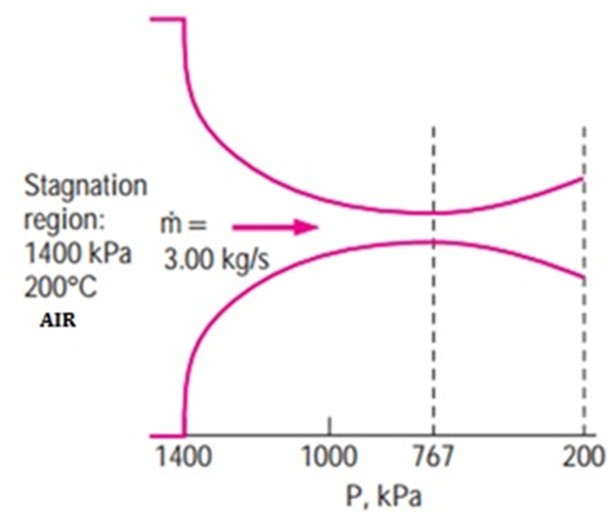 Stagnation
region:
1400 kPa
200°C
AIR
ṁ =
3.00 kg/s
1400 1000 767 200
P, kPa